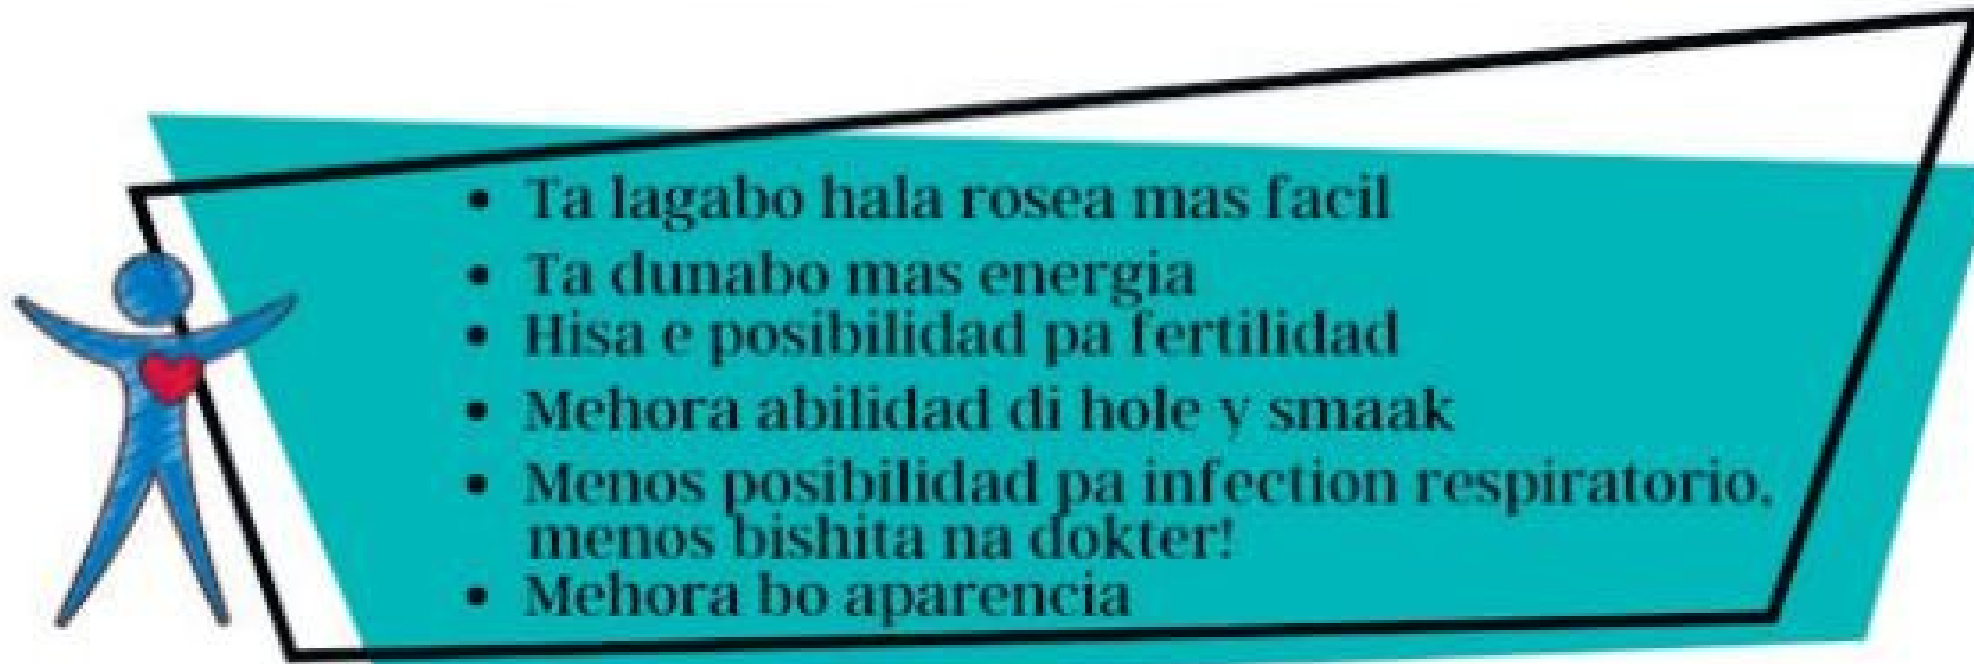 • Ta lagabo hala rosea mas facil
• Ta dunabo mas energia
• Hisa e posibilidad pa fertilidad
• Mehora abilidad di hole y smaak
• Menos posibilidad pa infection respiratorio,
menos bishita na dokter!
• Mehora bo aparencia